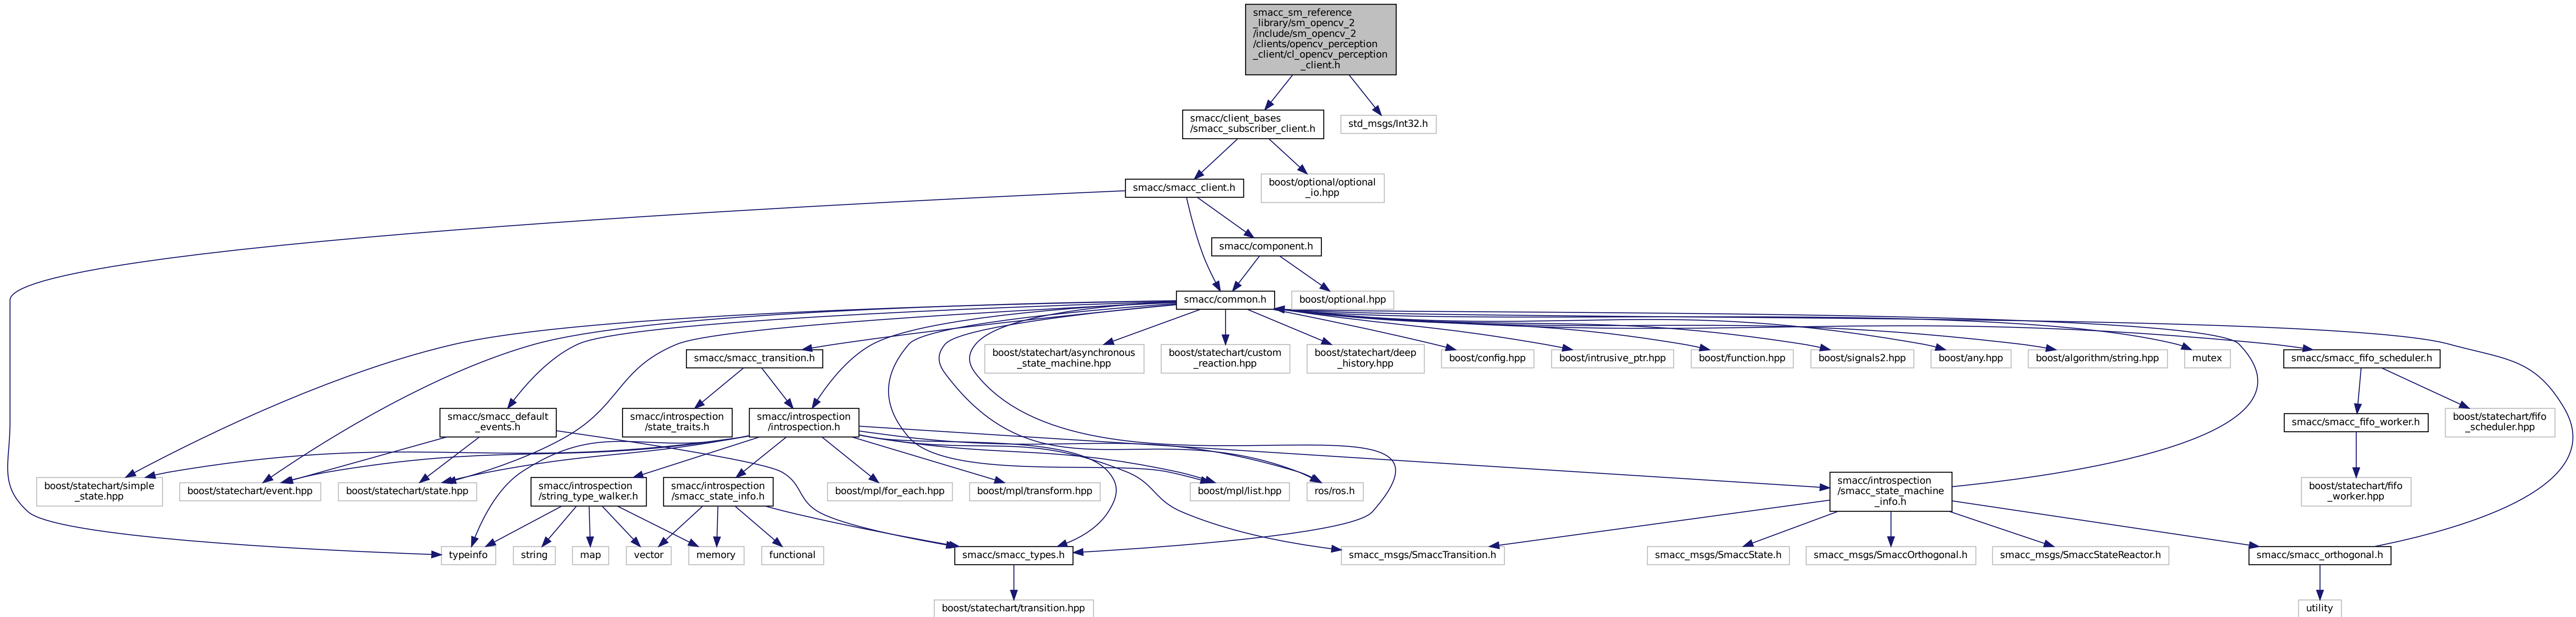 smacc_sm_reference
_library/sm_opencv_2
/include/sm_opencv_2
/clients/opencv_perception
_client/cl_opencv_perception
_client.h
smacc/client_bases
/smacc_subscriber_client.h
std_msgs/Int32.h
smacc/smacc_client.h
boost/optional/optional
_io.hpp
smacc/component.h
smacc/common.h
boost/optional.hpp
smacc/smacc_transition.h
boost/statechart/asynchronous
_state_machine.hpp
boost/statechart/custom
_reaction.hpp
boost/statechart/deep
_history.hpp
boost/config.hpp
boost/intrusive_ptr.hpp
boost/function.hpp
boost/signals2.hpp
boost/any.hpp
boost/algorithm/string.hpp
mutex
smacc/smacc_fifo_scheduler.h
smacc/smacc_default
_events.h
smacc/introspection
/state_traits.h
smacc/introspection
/introspection.h
smacc/smacc_fifo_worker.h
boost/statechart/fifo
_scheduler.hpp
boost/statechart/simple
_state.hpp
boost/statechart/event.hpp
boost/statechart/state.hpp
smacc/introspection
/string_type_walker.h
smacc/introspection
/smacc_state_info.h
boost/mpl/for_each.hpp
boost/mpl/transform.hpp
boost/mpl/list.hpp
ros/ros.h
smacc/introspection
/smacc_state_machine
_info.h
boost/statechart/fifo
_worker.hpp
typeinfo
string
map
vector
memory
functional
smacc/smacc_types.h
smacc_msgs/SmaccTransition.h
smacc_msgs/SmaccState.h
smacc_msgs/SmaccOrthogonal.h
smacc_msgs/SmaccStateReactor.h
smacc/smacc_orthogonal.h
boost/statechart/transition.hpp
utility